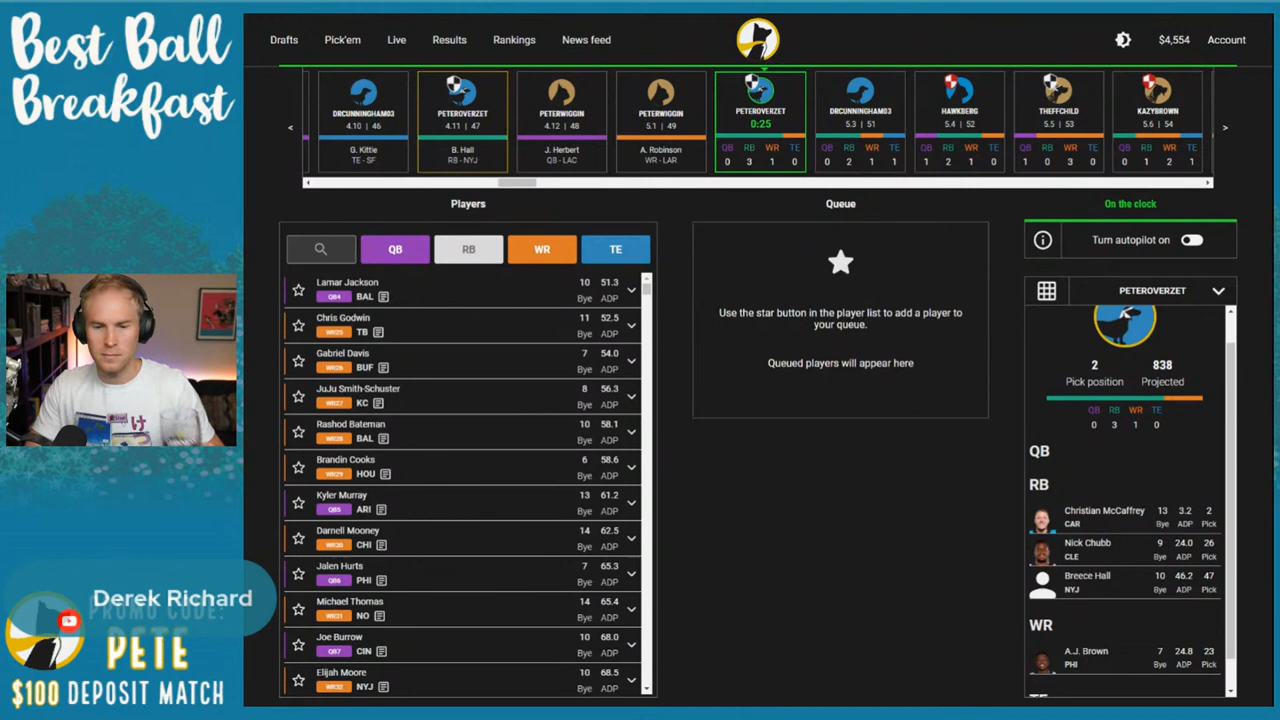 Best Ball
Breakfast
Drafts
Pick'em
Live
Results
Rankings
News feed
$4,554
Account
<
DRCUNNINGHAM03
4.10 | 46
G. Kittle
TE - SF
PETEROVERZET
4.11 | 47
B. Hall
RB - NYJ
PETERWIGGIN
4.12 | 48
J. Herbert
QB - LAC
PETERWIGGIN
5.1 | 49
A. Robinson
WR - LAR
PETEROVERZET
0:25
QB RB WR TE
0 3 1 0
DRCUNNINGHAM03
5.3 | 51
QB RB WR TE
0 2 1 1
HAWKBERG
5.4 | 52
QB RB WR TE
1 2 1 0
THEFFCHILD
5.5 | 53
QB RB WR TE
1 0 3 0
KAZYBROWN
5.6 | 54
QB RB WR TE
0 1 2 1
>
Players
QB
RB
WR
TE
Lamar Jackson 10 51.3
QB4 BAL Bye ADP
Chris Godwin 11 52.5
WR25 TB Bye ADP
Gabriel Davis 7 54.0
WR26 BUF Bye ADP
JuJu Smith-Schuster 8 56.3
WR27 KC Bye ADP
Rashod Bateman 10 58.1
WR28 BAL Bye ADP
Brandin Cooks 6 58.6
WR29 HOU Bye ADP
Kyler Murray 13 61.2
QB5 ARI Bye ADP
Darnell Mooney 14 62.5
WR30 CHI Bye ADP
Jalen Hurts 7 65.3
QB6 PHI Bye ADP
Michael Thomas 14 65.4
WR31 NO Bye ADP
Joe Burrow 10 68.0
QB7 CIN Bye ADP
Elijah Moore 10 68.5
WR32 NYJ Bye ADP
Queue
Use the star button in the player list to add a player to
your queue.
Queued players will appear here
On the clock
Turn autopilot on
PETEROVERZET
2 838
Pick position Projected
QB RB WR TE
0 3 1 0
QB
RB
Christian McCaffrey 13 3.2 2
CAR Bye ADP Pick
Nick Chubb 9 24.0 26
CLE Bye ADP Pick
Breece Hall 10 46.2 47
NYJ Bye ADP Pick
WR
A.J. Brown 7 24.8 23
PHI Bye ADP Pick
Derek Richard
PROMO CODE:
PETE
$100 DEPOSIT MATCH